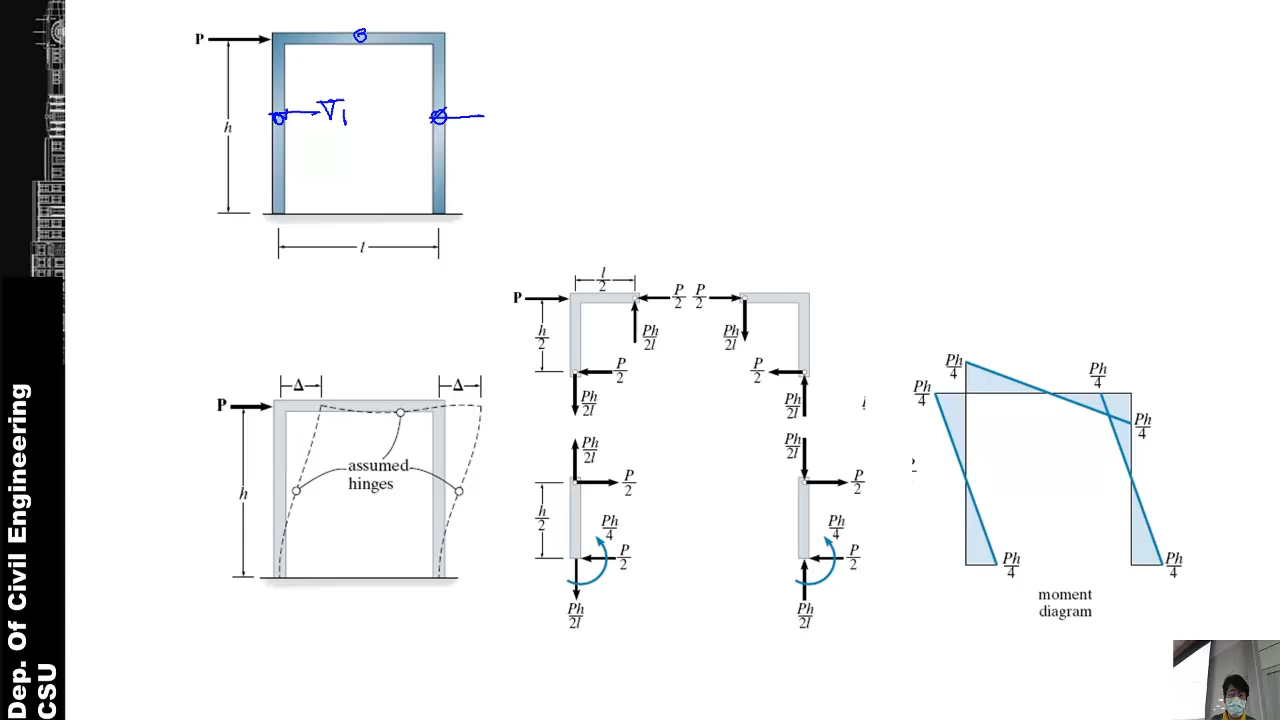 Dep. Of Civil Engineering
CSU
P
V1
h
l
P
Δ
Δ
assumed
hinges
h
l/2
P
P/2
P/2
h/2
Ph/2l
Ph/2l
P/2
P/2
Ph/2l
Ph/2l
Ph/2l
Ph/2l
P/2
P/2
h/2
Ph/4
Ph/4
P/2
P/2
Ph/2l
Ph/2l
Ph/4
Ph/4
Ph/4
Ph/4
Ph/4
Ph/4
moment
diagram